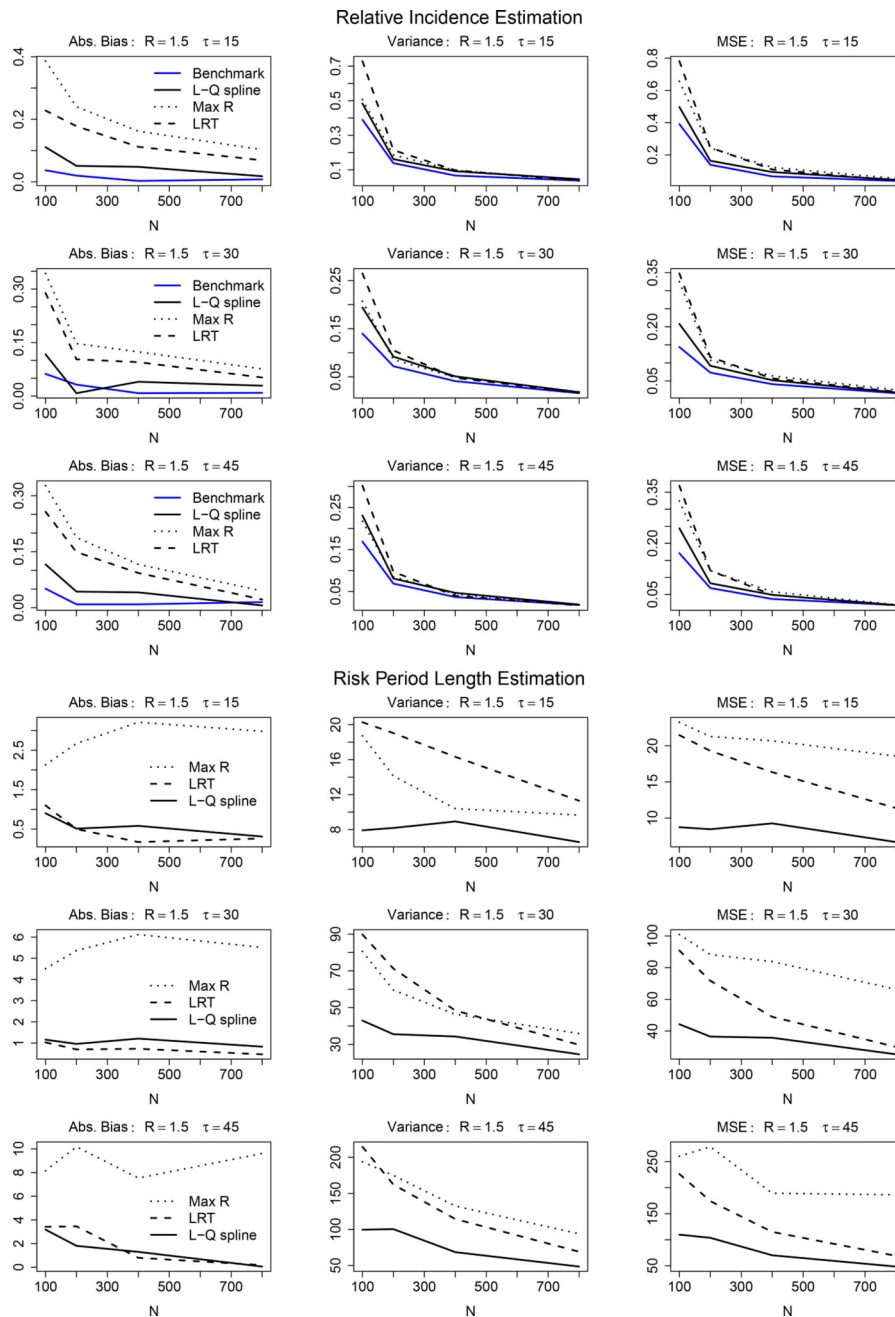 Relative Incidence Estimation
Abs. Bias : R = 1.5 τ = 15
0.0 0.2 0.4
Benchmark
L−Q spline
Max R
LRT
100 300 500 700
N
Variance : R = 1.5 τ = 15
0.1 0.3 0.5 0.7
100 300 500 700
N
MSE : R = 1.5 τ = 15
0.2 0.4 0.6 0.8
100 300 500 700
N
Abs. Bias : R = 1.5 τ = 30
0.00 0.15 0.30
Benchmark
L−Q spline
Max R
LRT
100 300 500 700
N
Variance : R = 1.5 τ = 30
0.05 0.15 0.25
100 300 500 700
N
MSE : R = 1.5 τ = 30
0.05 0.20 0.35
100 300 500 700
N
Abs. Bias : R = 1.5 τ = 45
0.00 0.15 0.30
Benchmark
L−Q spline
Max R
LRT
100 300 500 700
N
Variance : R = 1.5 τ = 45
0.05 0.15 0.25
100 300 500 700
N
MSE : R = 1.5 τ = 45
0.05 0.20 0.35
100 300 500 700
N
Risk Period Length Estimation
Abs. Bias : R = 1.5 τ = 15
0.5 1.5 2.5
Max R
LRT
L−Q spline
100 300 500 700
N
Variance : R = 1.5 τ = 15
8 12 16 20
100 300 500 700
N
MSE : R = 1.5 τ = 15
10 15 20
100 300 500 700
N
Abs. Bias : R = 1.5 τ = 30
1 2 3 4 5 6
Max R
LRT
L−Q spline
100 300 500 700
N
Variance : R = 1.5 τ = 30
30 50 70 90
100 300 500 700
N
MSE : R = 1.5 τ = 30
40 60 80 100
100 300 500 700
N
Abs. Bias : R = 1.5 τ = 45
0 2 4 6 8 10
Max R
LRT
L−Q spline
100 300 500 700
N
Variance : R = 1.5 τ = 45
50 100 150 200
100 300 500 700
N
MSE : R = 1.5 τ = 45
50 150 250
100 300 500 700
N